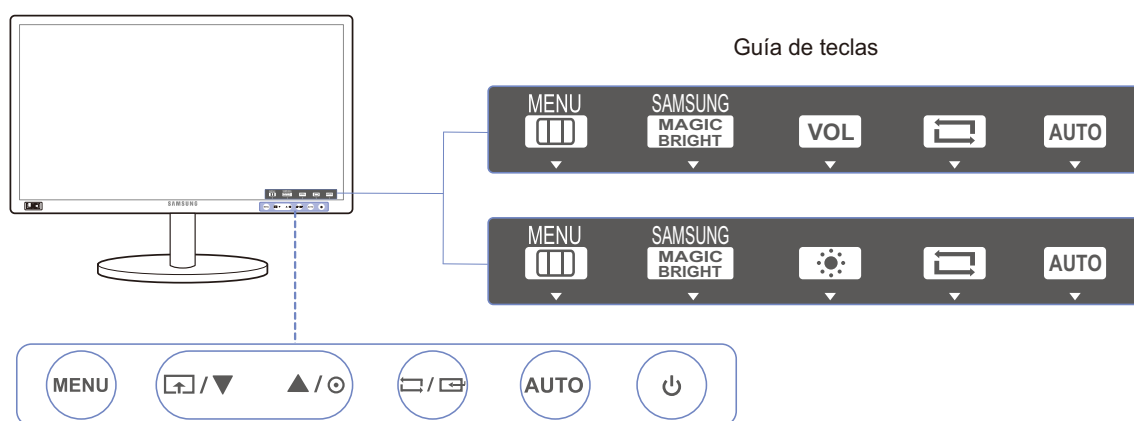 Guía de teclas
MENU SAMSUNG
MAGIC BRIGHT VOL AUTO
MENU SAMSUNG
MAGIC BRIGHT AUTO
SAMSUNG
MENU / / / AUTO